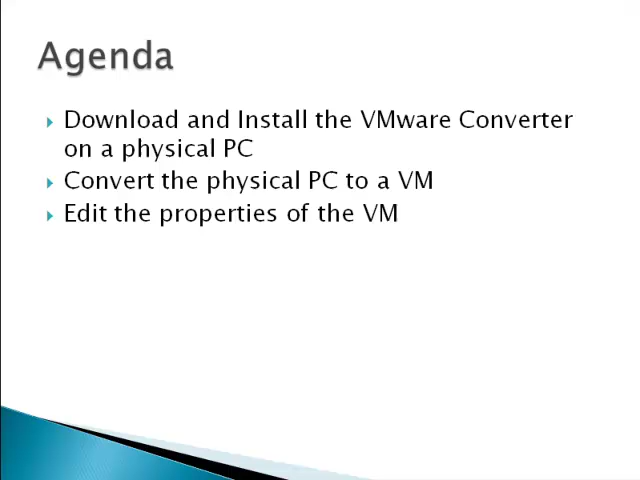 Agenda
Download and Install the VMware Converter
on a physical PC
Convert the physical PC to a VM
Edit the properties of the VM